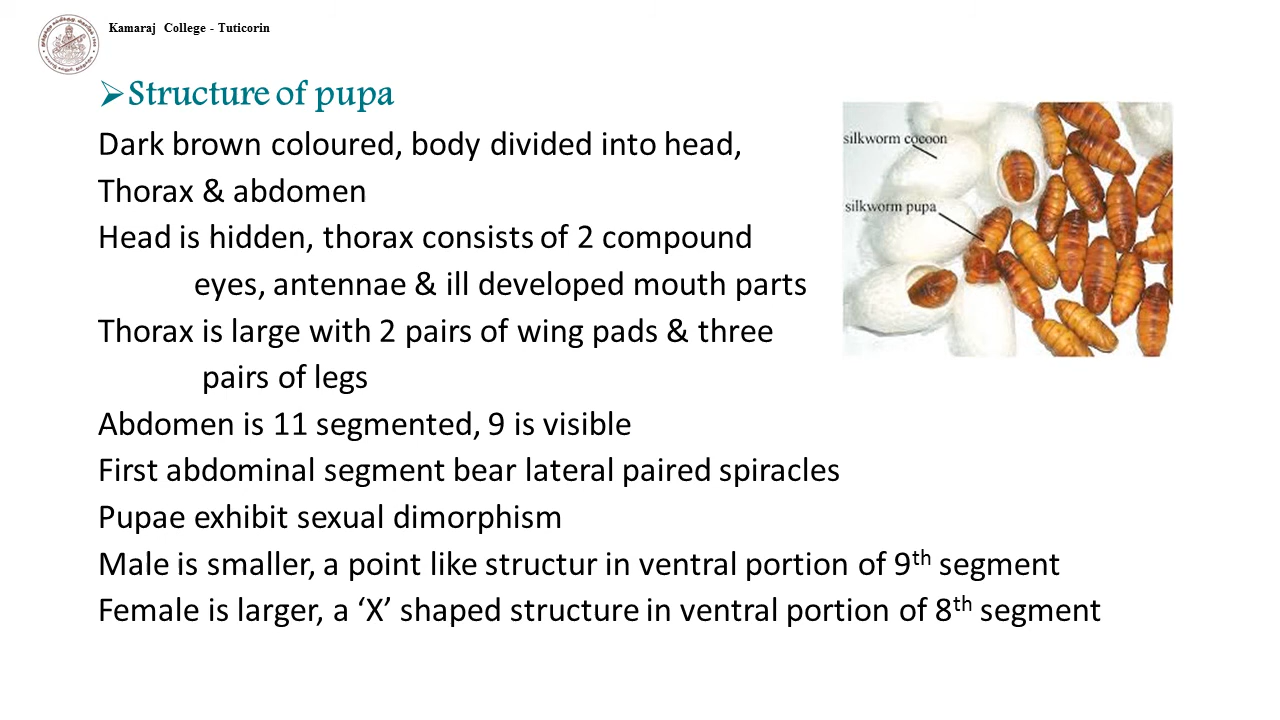 Kamaraj College - Tuticorin
➢Structure of pupa
Dark brown coloured, body divided into head,
Thorax & abdomen
Head is hidden, thorax consists of 2 compound
eyes, antennae & ill developed mouth parts
Thorax is large with 2 pairs of wing pads & three
pairs of legs
Abdomen is 11 segmented, 9 is visible
First abdominal segment bear lateral paired spiracles
Pupae exhibit sexual dimorphism
Male is smaller, a point like structur in ventral portion of 9th segment
Female is larger, a ‘X’ shaped structure in ventral portion of 8th segment
silkworm cocoon
silkworm pupa